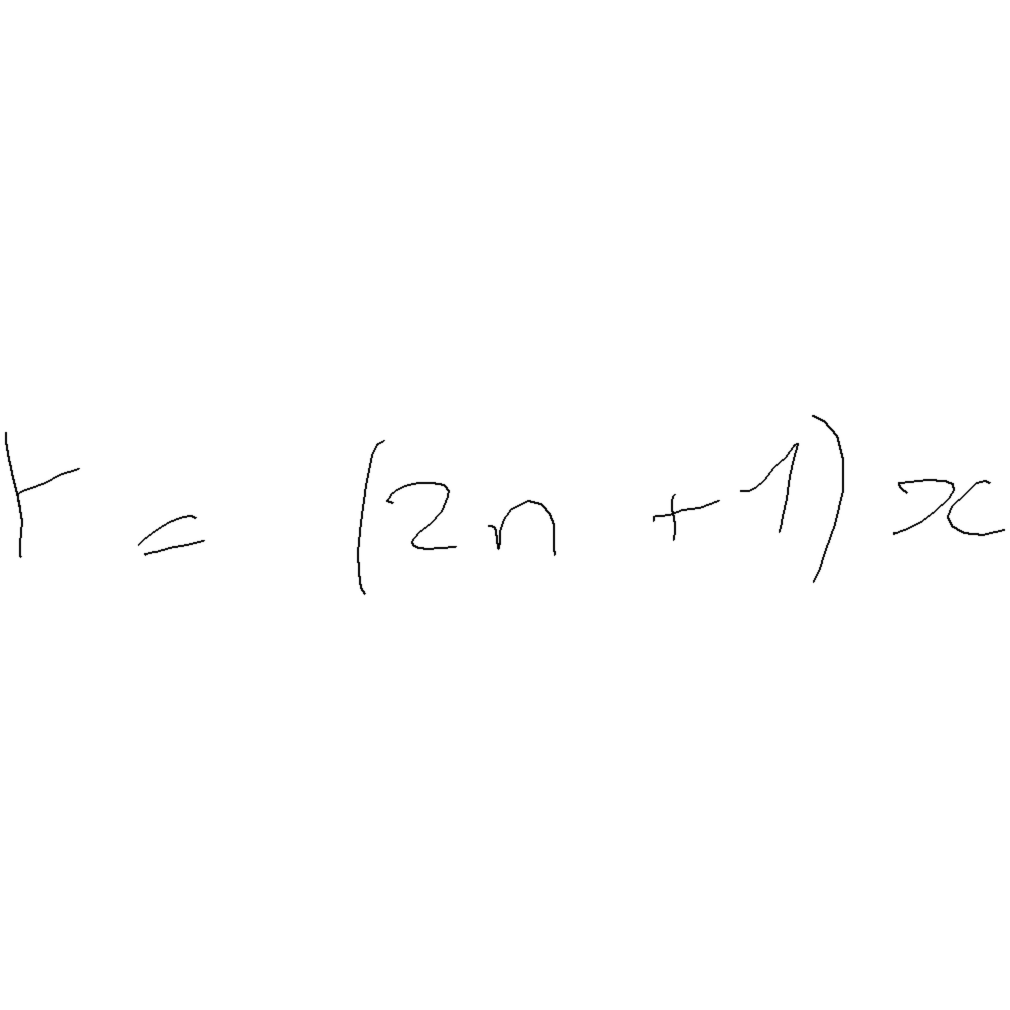 r = (2n + 1) x